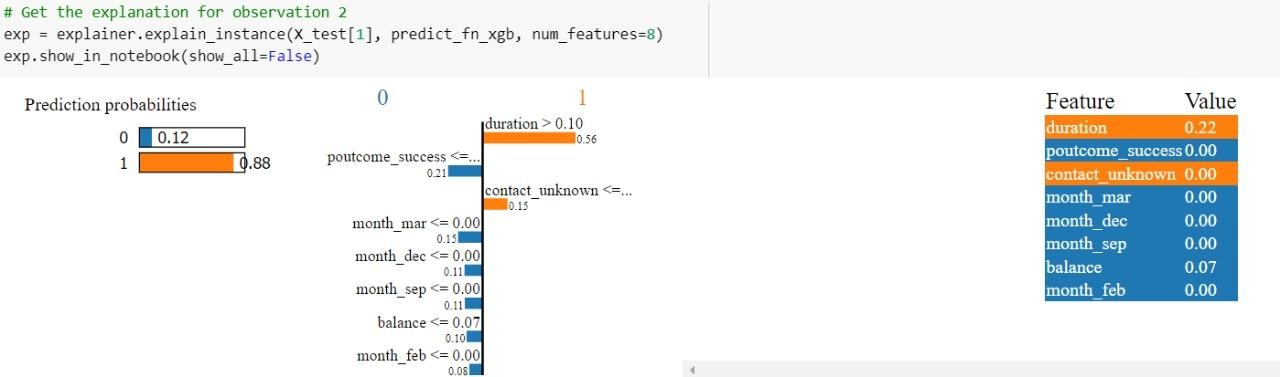 # Get the explanation for observation 2
exp = explainer.explain_instance(X_test[1], predict_fn_xgb, num_features=8)
exp.show_in_notebook(show_all=False)
Prediction probabilities
0 0.12
1 0.88
0 1
duration > 0.10
0.56
poutcome_success <=...
0.21
contact_unknown <=...
0.15
month_mar <= 0.00
0.15
month_dec <= 0.00
0.11
month_sep <= 0.00
0.11
balance <= 0.07
0.10
month_feb <= 0.00
0.08
Feature Value
duration 0.22
poutcome_success 0.00
contact_unknown 0.00
month_mar 0.00
month_dec 0.00
month_sep 0.00
balance 0.07
month_feb 0.00